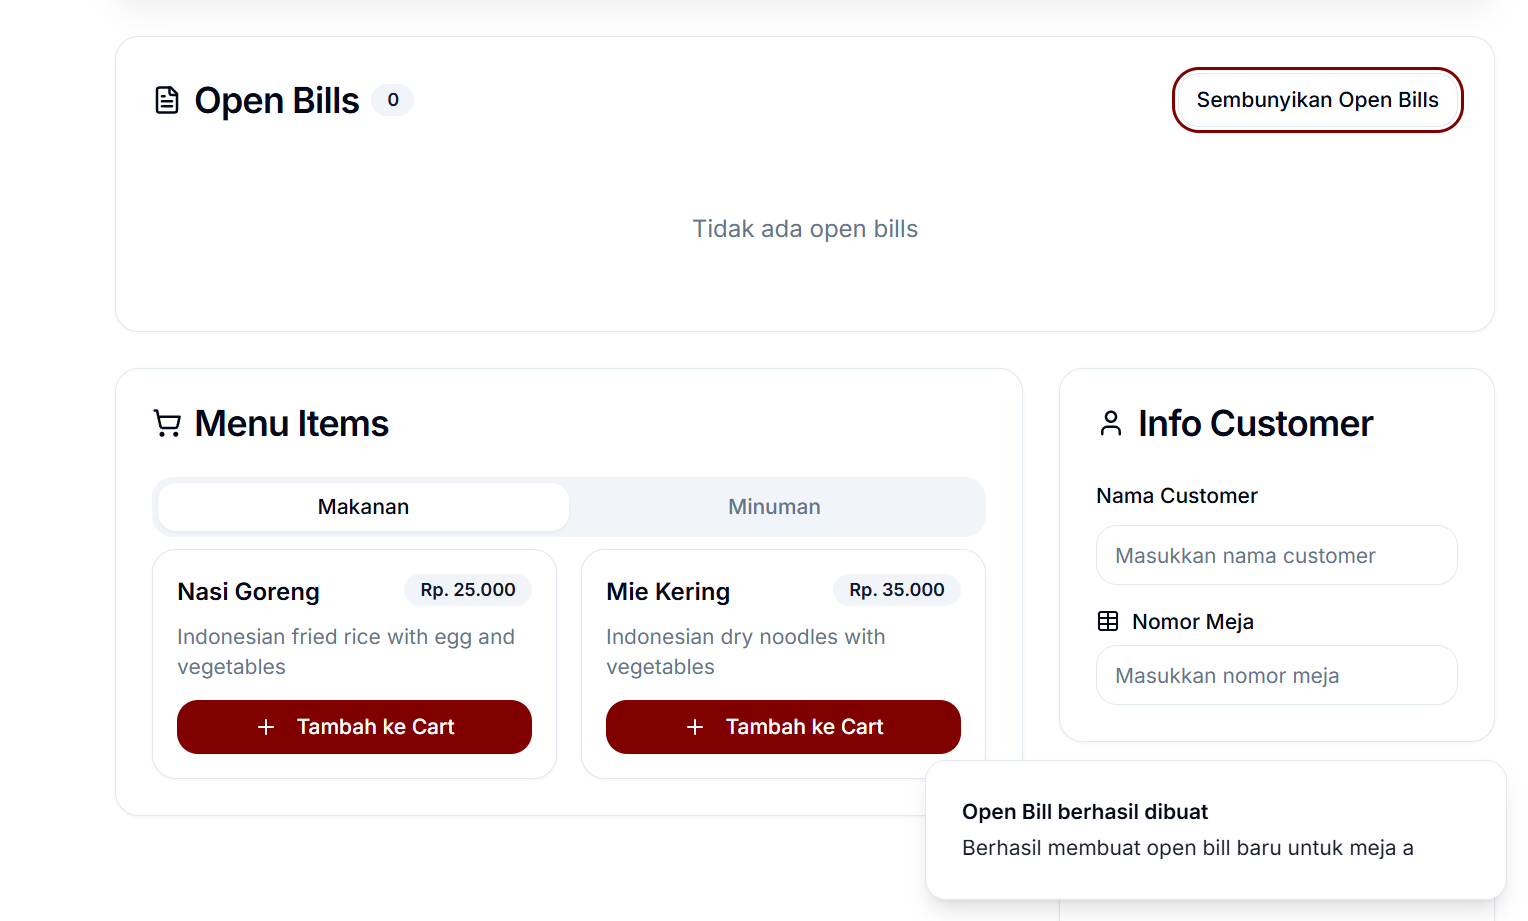 Open Bills 0
Sembunyikan Open Bills
Tidak ada open bills
Menu Items
Makanan
Minuman
Nasi Goreng
Rp. 25.000
Indonesian fried rice with egg and
vegetables
Tambah ke Cart
Mie Kering
Rp. 35.000
Indonesian dry noodles with
vegetables
Tambah ke Cart
Info Customer
Nama Customer
Masukkan nama customer
Nomor Meja
Masukkan nomor meja
Open Bill berhasil dibuat
Berhasil membuat open bill baru untuk meja a